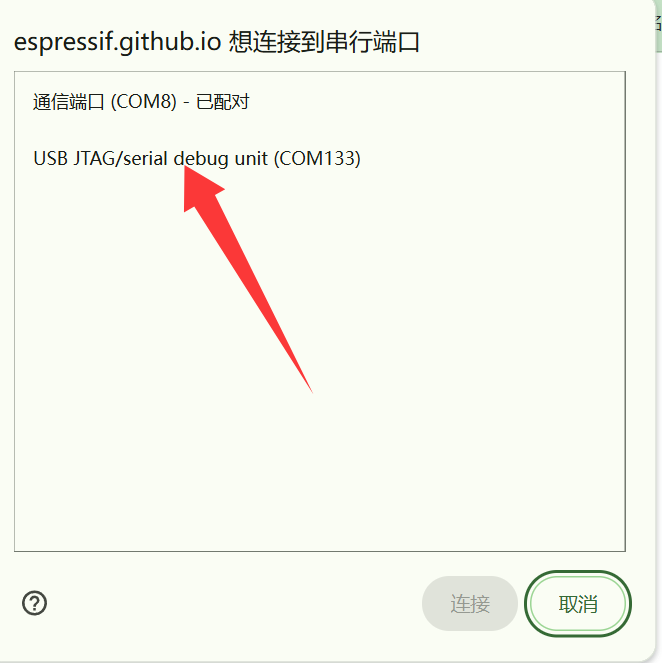 espressif.github.io 想连接到串行端口
通信端口 (COM8) - 已配对
USB JTAG/serial debug unit (COM133)
连接
取消